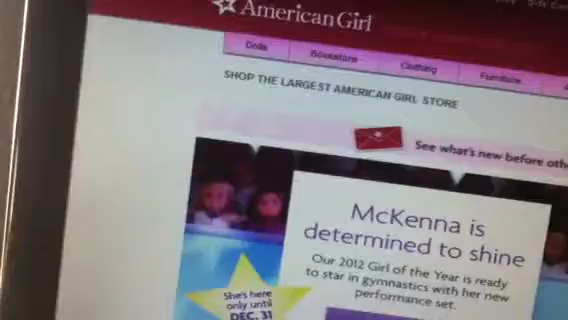 American Girl
Dolls Bookstore Clothing Furniture
SHOP THE LARGEST AMERICAN GIRL STORE
See what's new before oth
McKenna is
determined to shine
Our 2012 Girl of the Year is ready
to star in gymnastics with her new
performance set.
She's here
only until
DEC. 31